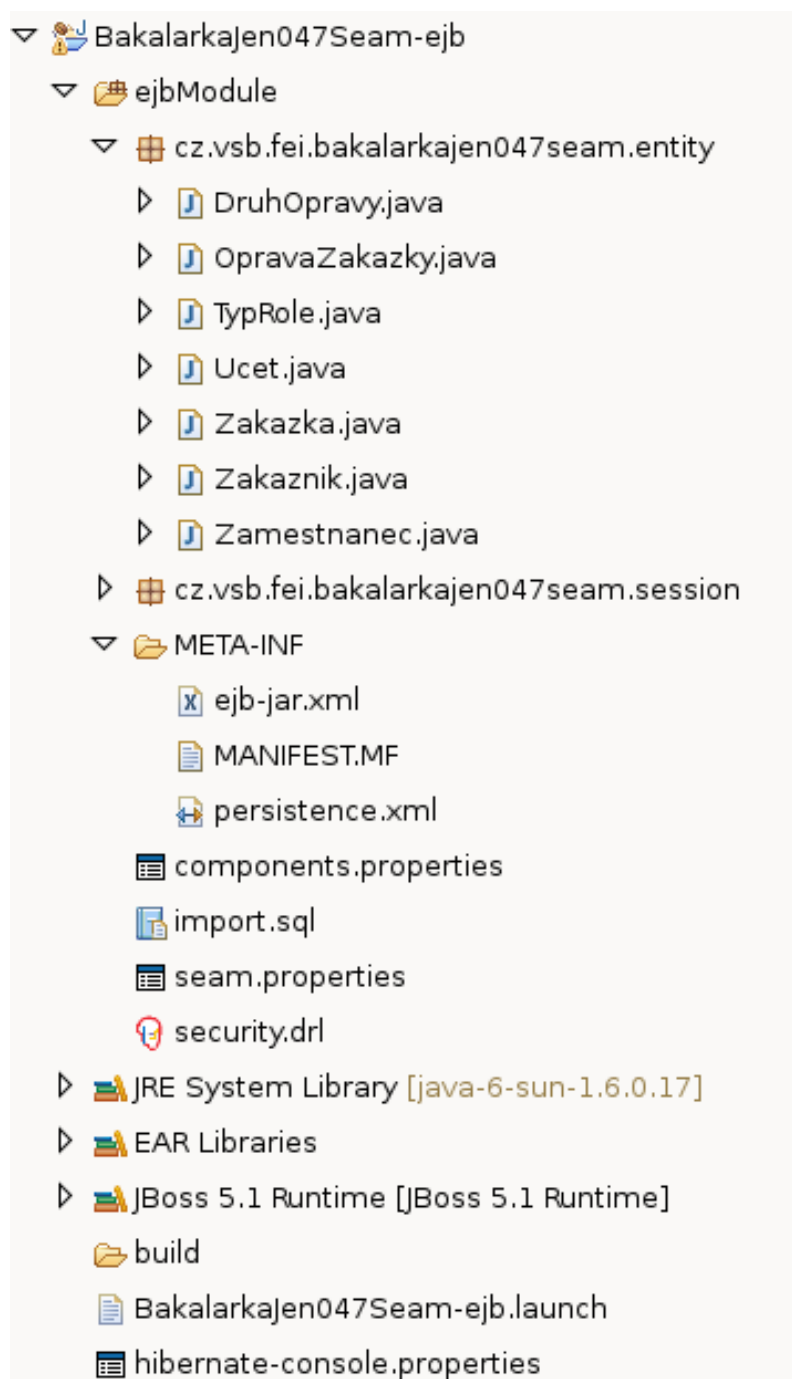 BakalarkaJen047Seam-ejb
ejbModule
cz.vsb.fei.bakalarkajen047seam.entity
DruhOpravy.java
OpravaZakazky.java
TypRole.java
Ucet.java
Zakazka.java
Zakaznik.java
Zamestnanec.java
cz.vsb.fei.bakalarkajen047seam.session
META-INF
ejb-jar.xml
MANIFEST.MF
persistence.xml
components.properties
import.sql
seam.properties
security.drl
JRE System Library [java-6-sun-1.6.0.17]
EAR Libraries
JBoss 5.1 Runtime [JBoss 5.1 Runtime]
build
BakalarkaJen047Seam-ejb.launch
hibernate-console.properties